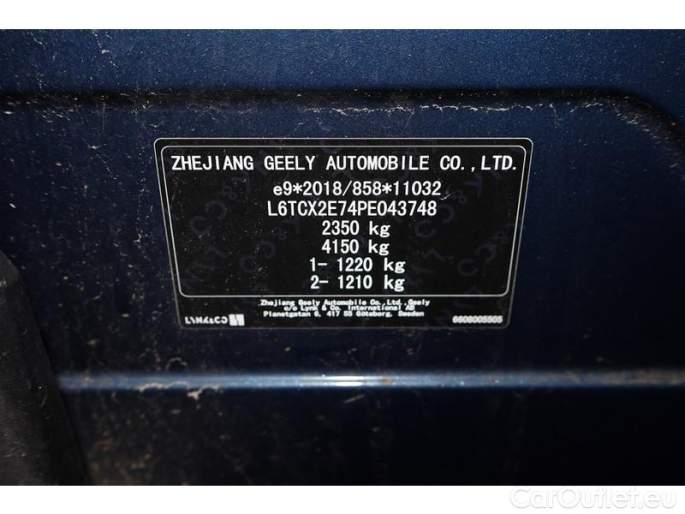 ZHEJIANG GEELY AUTOMOBILE CO.,LTD.
e9*2018/858*11032
L6TCX2E74PE043748
2350 kg
4150 kg
1- 1220 kg
2- 1210 kg
Zhejiang Geely Automobile Co.,Ltd.,Geely
c/o Lynk & Co. International AB
Planetgatan 6, 417 55 Göteborg, Sweden
LYNK&CO
6608005505
CarOutlet.eu